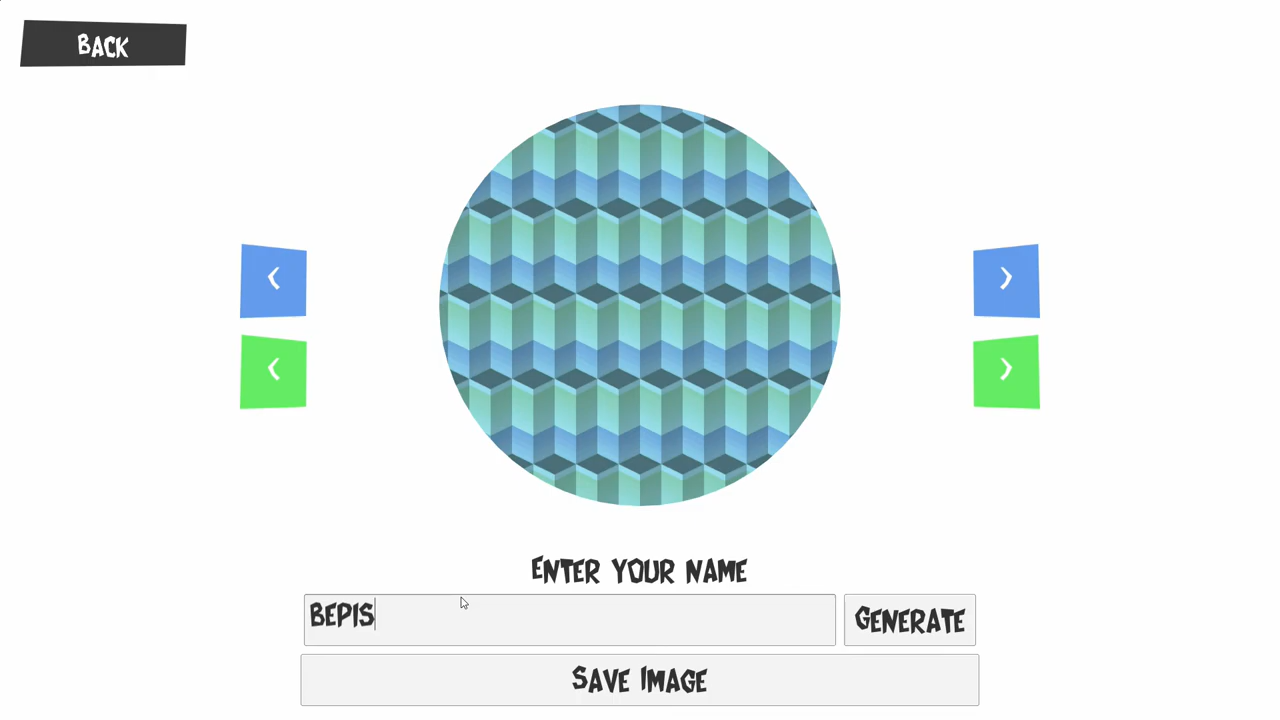 BACK
ENTER YOUR NAME
BEPIS
GENERATE
SAVE IMAGE